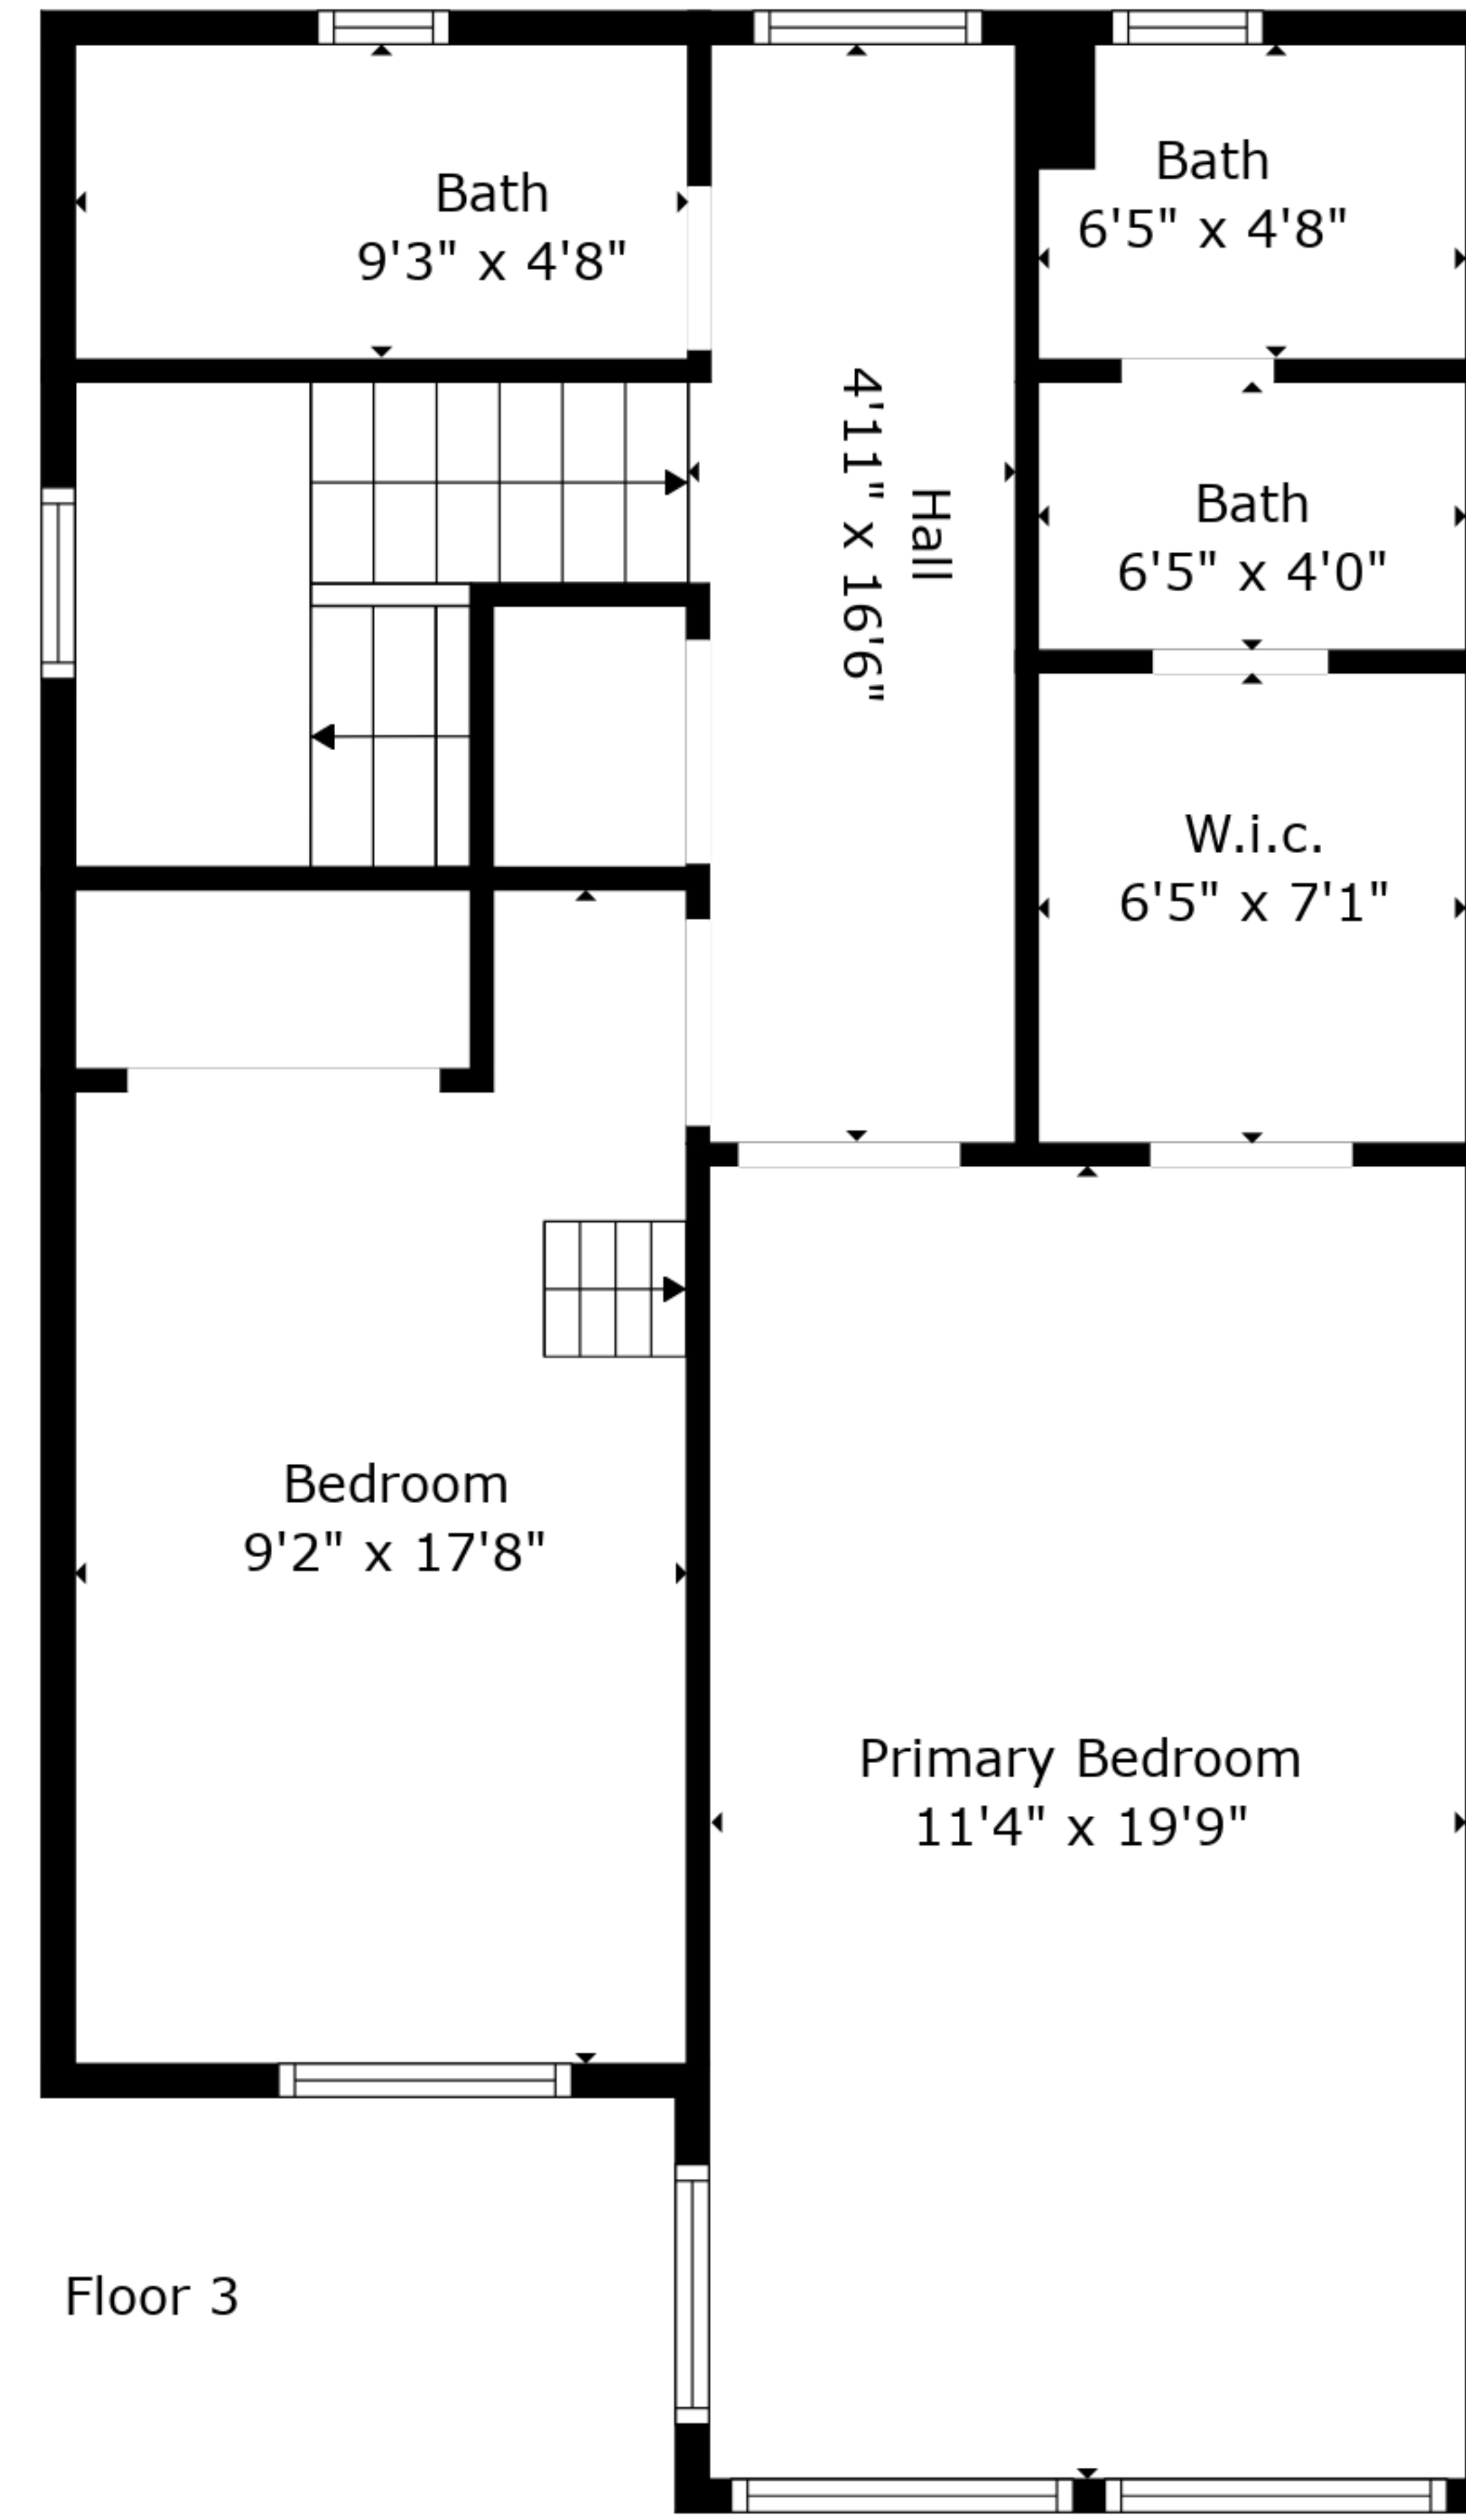 Bath
9'3" x 4'8"
Bath
6'5" x 4'8"
Hall
4'11" x 16'6"
Bath
6'5" x 4'0"
W.i.c.
6'5" x 7'1"
Bedroom
9'2" x 17'8"
Primary Bedroom
11'4" x 19'9"
Floor 3